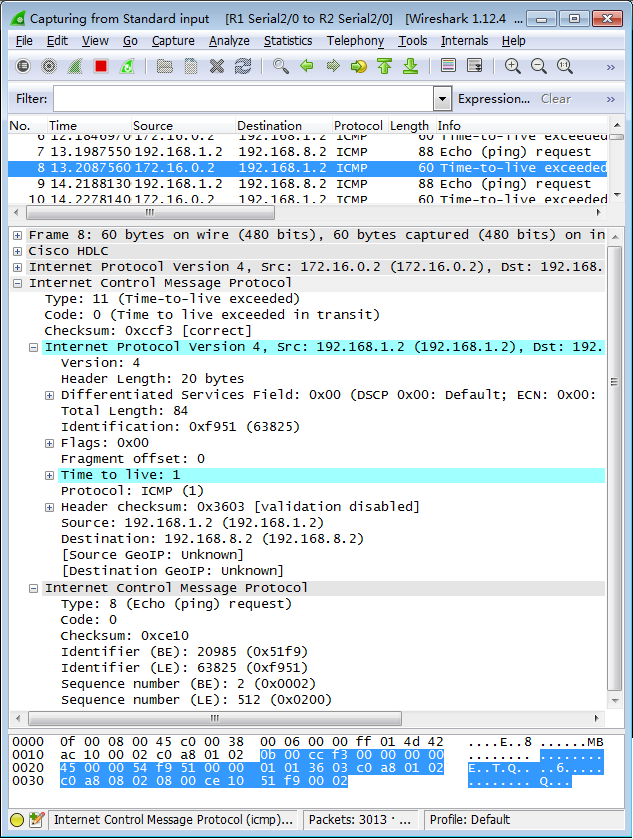 Capturing from Standard input [R1 Serial2/0 to R2 Serial2/0] [Wireshark 1.12.4 ...
File Edit View Go Capture Analyze Statistics Telephony Tools Internals Help
Filter: Expression... Clear »
No. Time Source Destination Protocol Length Info
6 12.1846970 172.16.0.2 192.168.1.2 ICMP 60 Time-to-live exceeded
7 13.1987550 192.168.1.2 192.168.8.2 ICMP 88 Echo (ping) request
8 13.2087560 172.16.0.2 192.168.1.2 ICMP 60 Time-to-live exceeded
9 14.2188130 192.168.1.2 192.168.8.2 ICMP 88 Echo (ping) request
10 14.2278140 172.16.0.2 192.168.1.2 ICMP 60 Time-to-live exceeded
Frame 8: 60 bytes on wire (480 bits), 60 bytes captured (480 bits) on in
Cisco HDLC
Internet Protocol Version 4, Src: 172.16.0.2 (172.16.0.2), Dst: 192.168.
Internet Control Message Protocol
Type: 11 (Time-to-live exceeded)
Code: 0 (Time to live exceeded in transit)
Checksum: 0xccf3 [correct]
Internet Protocol Version 4, Src: 192.168.1.2 (192.168.1.2), Dst: 192.
Version: 4
Header Length: 20 bytes
Differentiated Services Field: 0x00 (DSCP 0x00: Default; ECN: 0x00:
Total Length: 84
Identification: 0xf951 (63825)
Flags: 0x00
Fragment offset: 0
Time to live: 1
Protocol: ICMP (1)
Header checksum: 0x3603 [validation disabled]
Source: 192.168.1.2 (192.168.1.2)
Destination: 192.168.8.2 (192.168.8.2)
[Source GeoIP: Unknown]
[Destination GeoIP: Unknown]
Internet Control Message Protocol
Type: 8 (Echo (ping) request)
Code: 0
Checksum: 0xce10
Identifier (BE): 20985 (0x51f9)
Identifier (LE): 63825 (0xf951)
Sequence number (BE): 2 (0x0002)
Sequence number (LE): 512 (0x0200)
0000 0f 00 08 00 45 c0 00 38 00 06 00 00 ff 01 4d 42 ....E..8 ......MB
0010 ac 10 00 02 c0 a8 01 02 0b 00 cc f3 00 00 00 00 ........ ........
0020 45 00 00 54 f9 51 00 00 01 01 36 03 c0 a8 01 02 E..T.Q.. ..6.....
0030 c0 a8 08 02 08 00 ce 10 51 f9 00 02 ........ Q...
Internet Control Message Protocol (icmp)... Packets: 3013 · ... Profile: Default